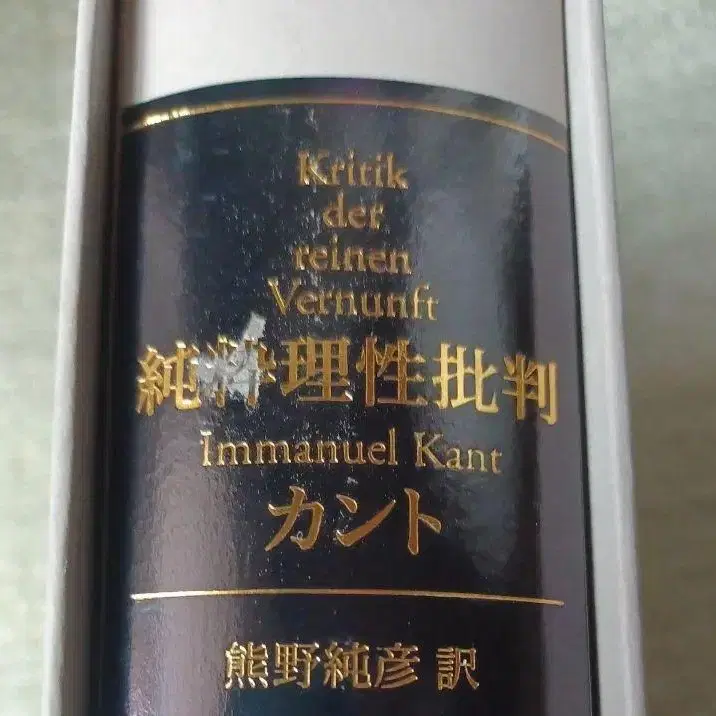 Kritik
der
reinen
Vernunft
純粋理性批判
Immanuel Kant
カント
熊野純彦 訳